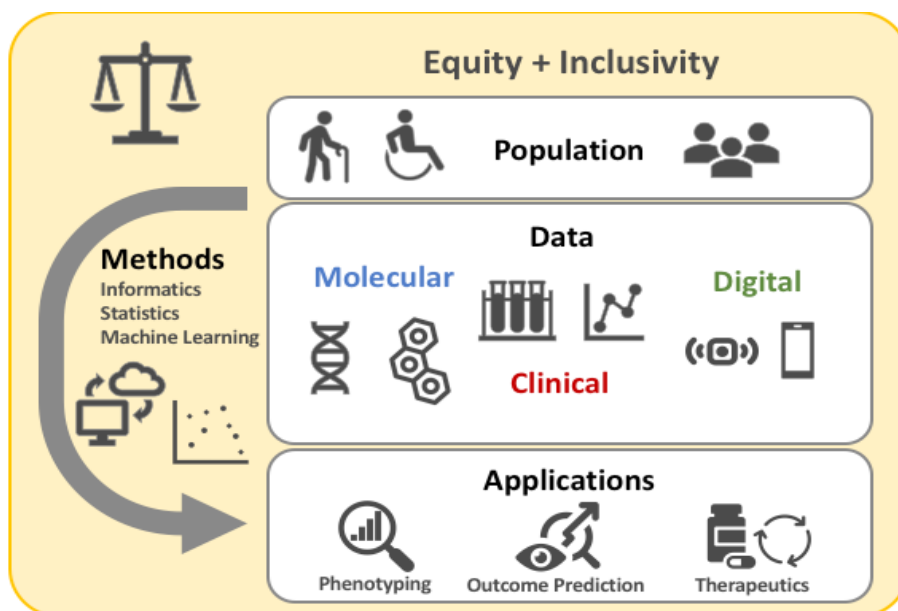 Equity + Inclusivity
Population
Methods
Informatics
Statistics
Machine Learning
Data
Molecular
Digital
Clinical
Applications
Phenotyping
Outcome Prediction
Therapeutics